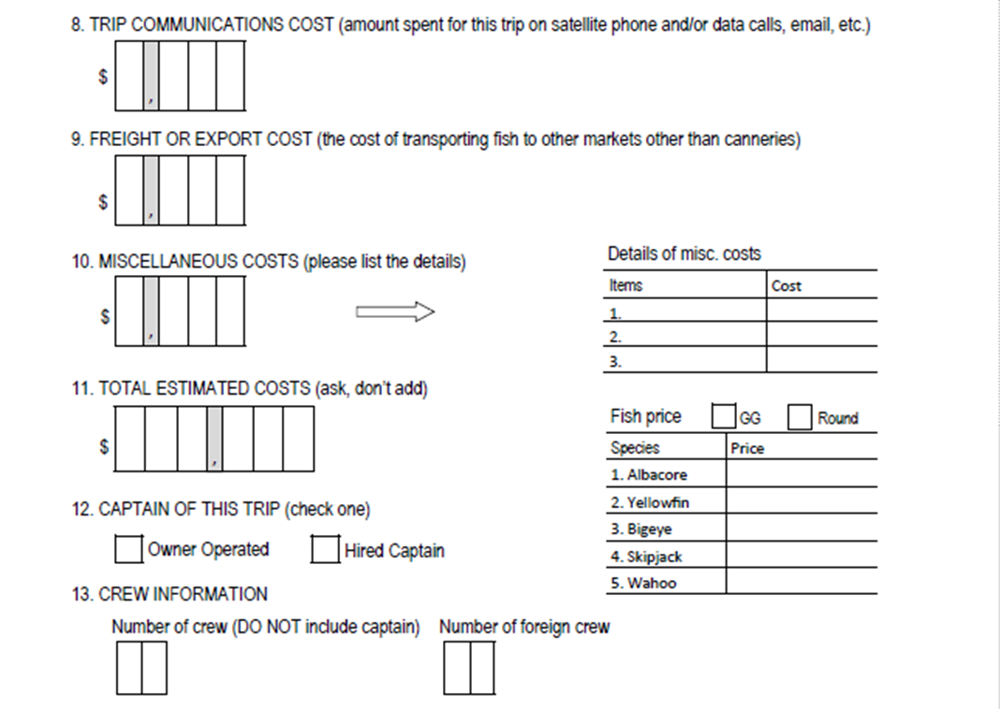 8. TRIP COMMUNICATIONS COST (amount spent for this trip on satellite phone and/or data calls, email, etc.)
$ ,
9. FREIGHT OR EXPORT COST (the cost of transporting fish to other markets other than canneries)
$ ,
10. MISCELLANEOUS COSTS (please list the details)
$ ,
Details of misc. costs
Items Cost
1.
2.
3.
11. TOTAL ESTIMATED COSTS (ask, don't add)
$ ,
Fish price GG Round
Species Price
1. Albacore
2. Yellowfin
3. Bigeye
4. Skipjack
5. Wahoo
12. CAPTAIN OF THIS TRIP (check one)
Owner Operated Hired Captain
13. CREW INFORMATION
Number of crew (DO NOT include captain) Number of foreign crew